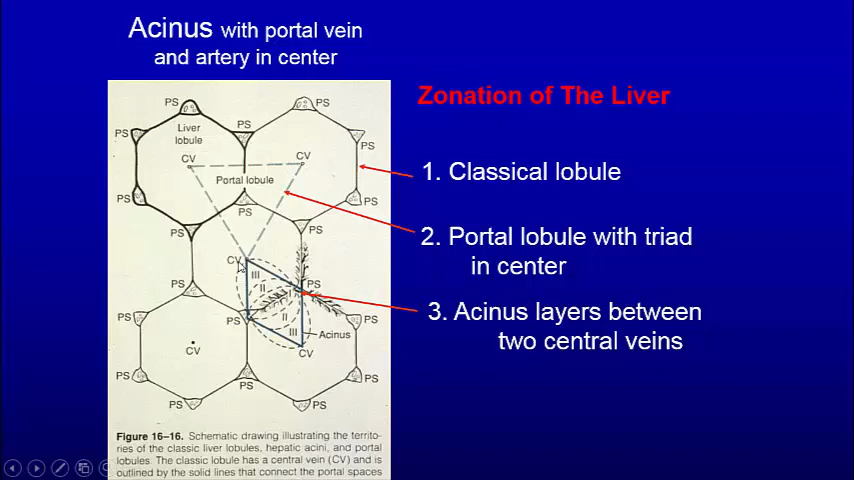 Acinus with portal vein
and artery in center
Zonation of The Liver
1. Classical lobule
2. Portal lobule with triad
in center
3. Acinus layers between
two central veins
PS
PS
PS
Liver
lobule
PS
PS
PS
CV
CV
Portal lobule
PS
PS
PS
PS
PS
CV
III
II
I
PS
PS
PS
I
II
III
Acinus
PS
CV
CV
PS
PS
PS
PS
PS
Figure 16–16. Schematic drawing illustrating the territo-
ries of the classic liver lobules, hepatic acini, and portal
lobules. The classic lobule has a central vein (CV) and is
outlined by the solid lines that connect the portal spaces